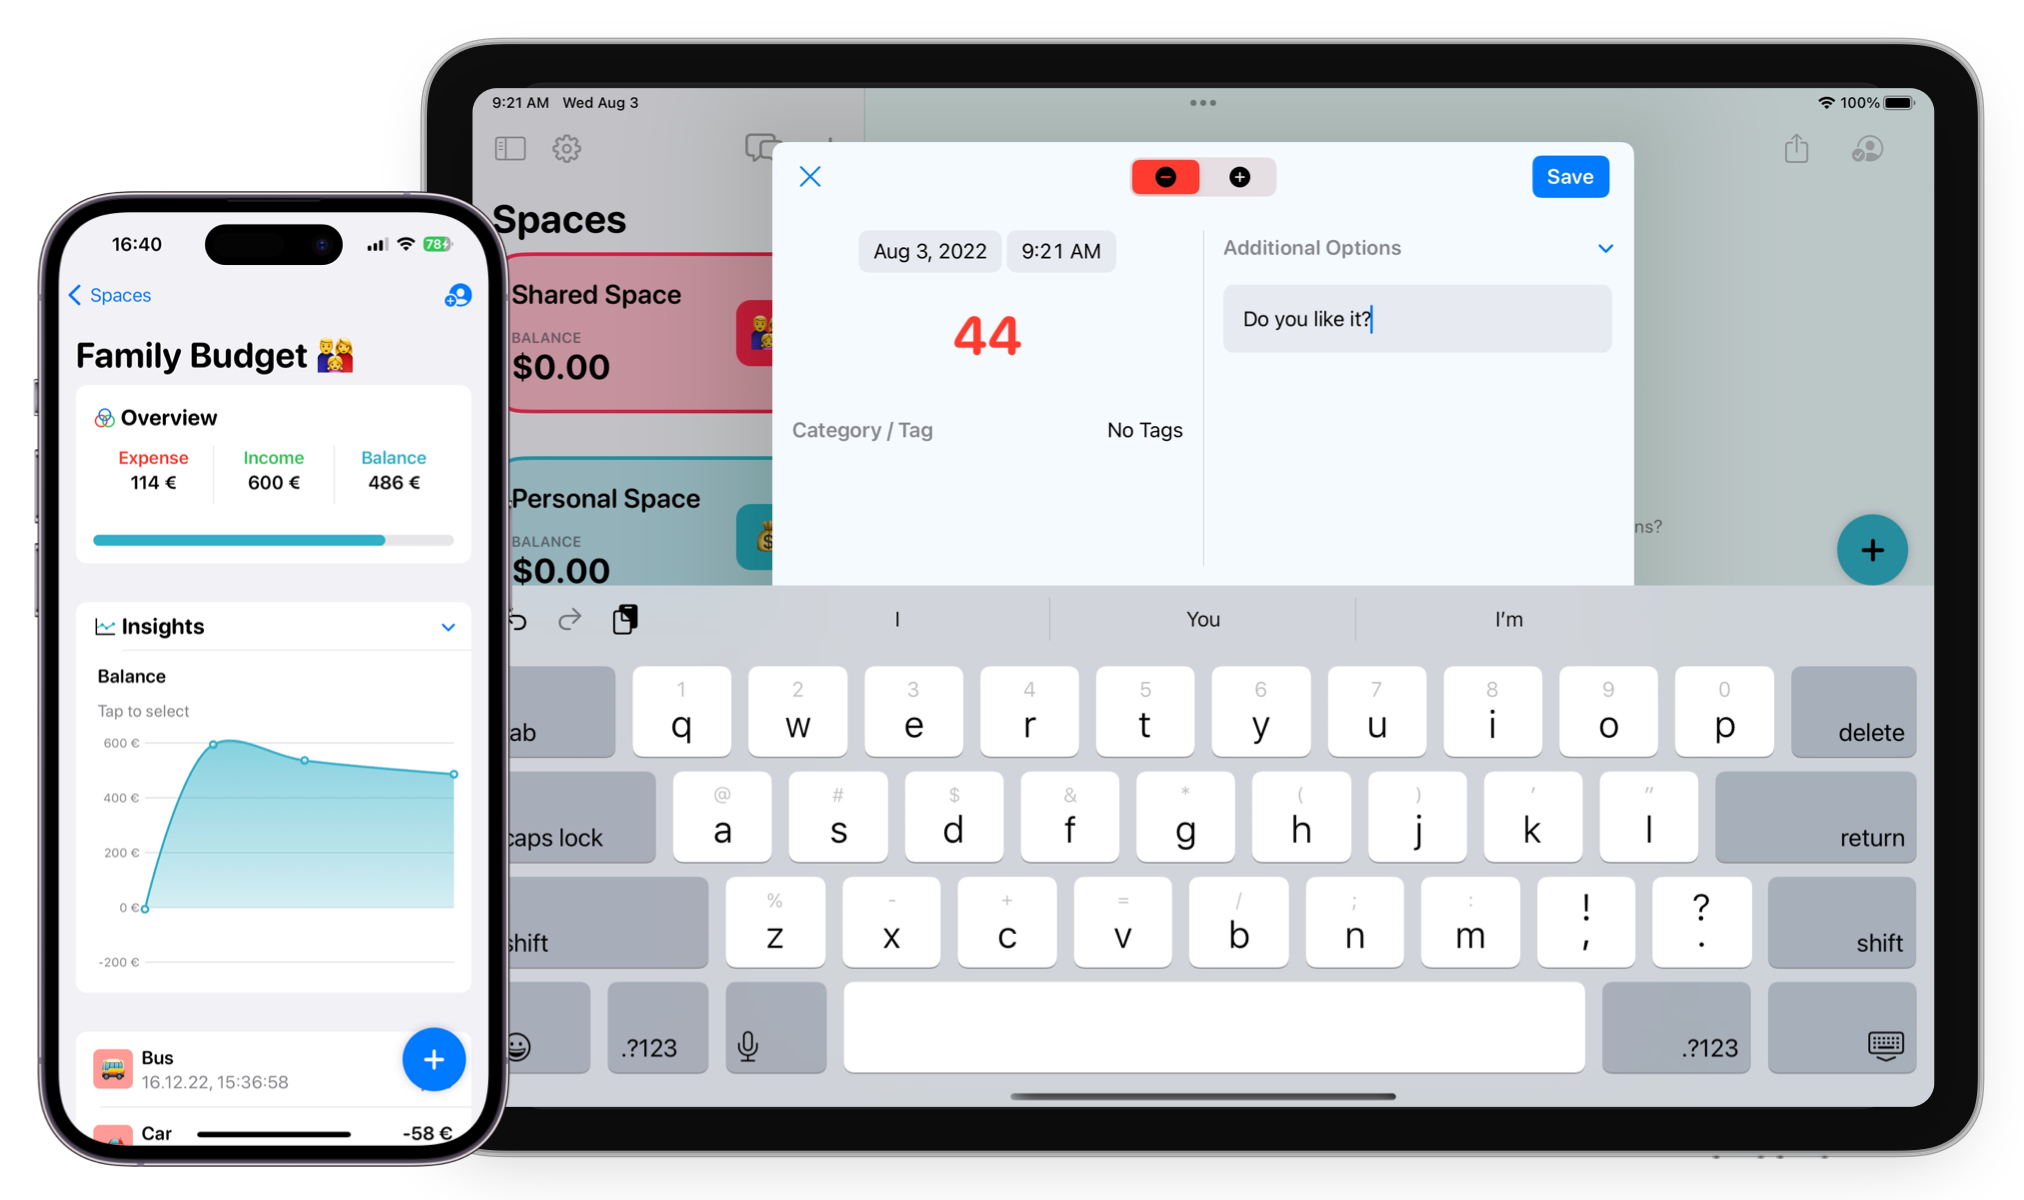 16:40
78
Spaces
Family Budget
Overview
Expense
Income
Balance
114 €
600 €
486 €
Insights
Balance
Tap to select
600 €
400 €
200 €
0 €
-200 €
Bus
16.12.22, 15:36:58
Car
-58 €
9:21 AM Wed Aug 3
100%
Spaces
Shared Space
BALANCE
$0.00
Personal Space
BALANCE
$0.00
Save
Aug 3, 2022
9:21 AM
44
Category / Tag
No Tags
Additional Options
Do you like it?
ns?
I
You
I'm
ab
1 2 3 4 5 6 7 8 9 0
q w e r t y u i o p
delete
caps lock
@ # $ & * ( ) ' "
a s d f g h j k l
return
shift
% - + = / ; : ! ?
z x c v b n m , .
shift
.?123
.?123